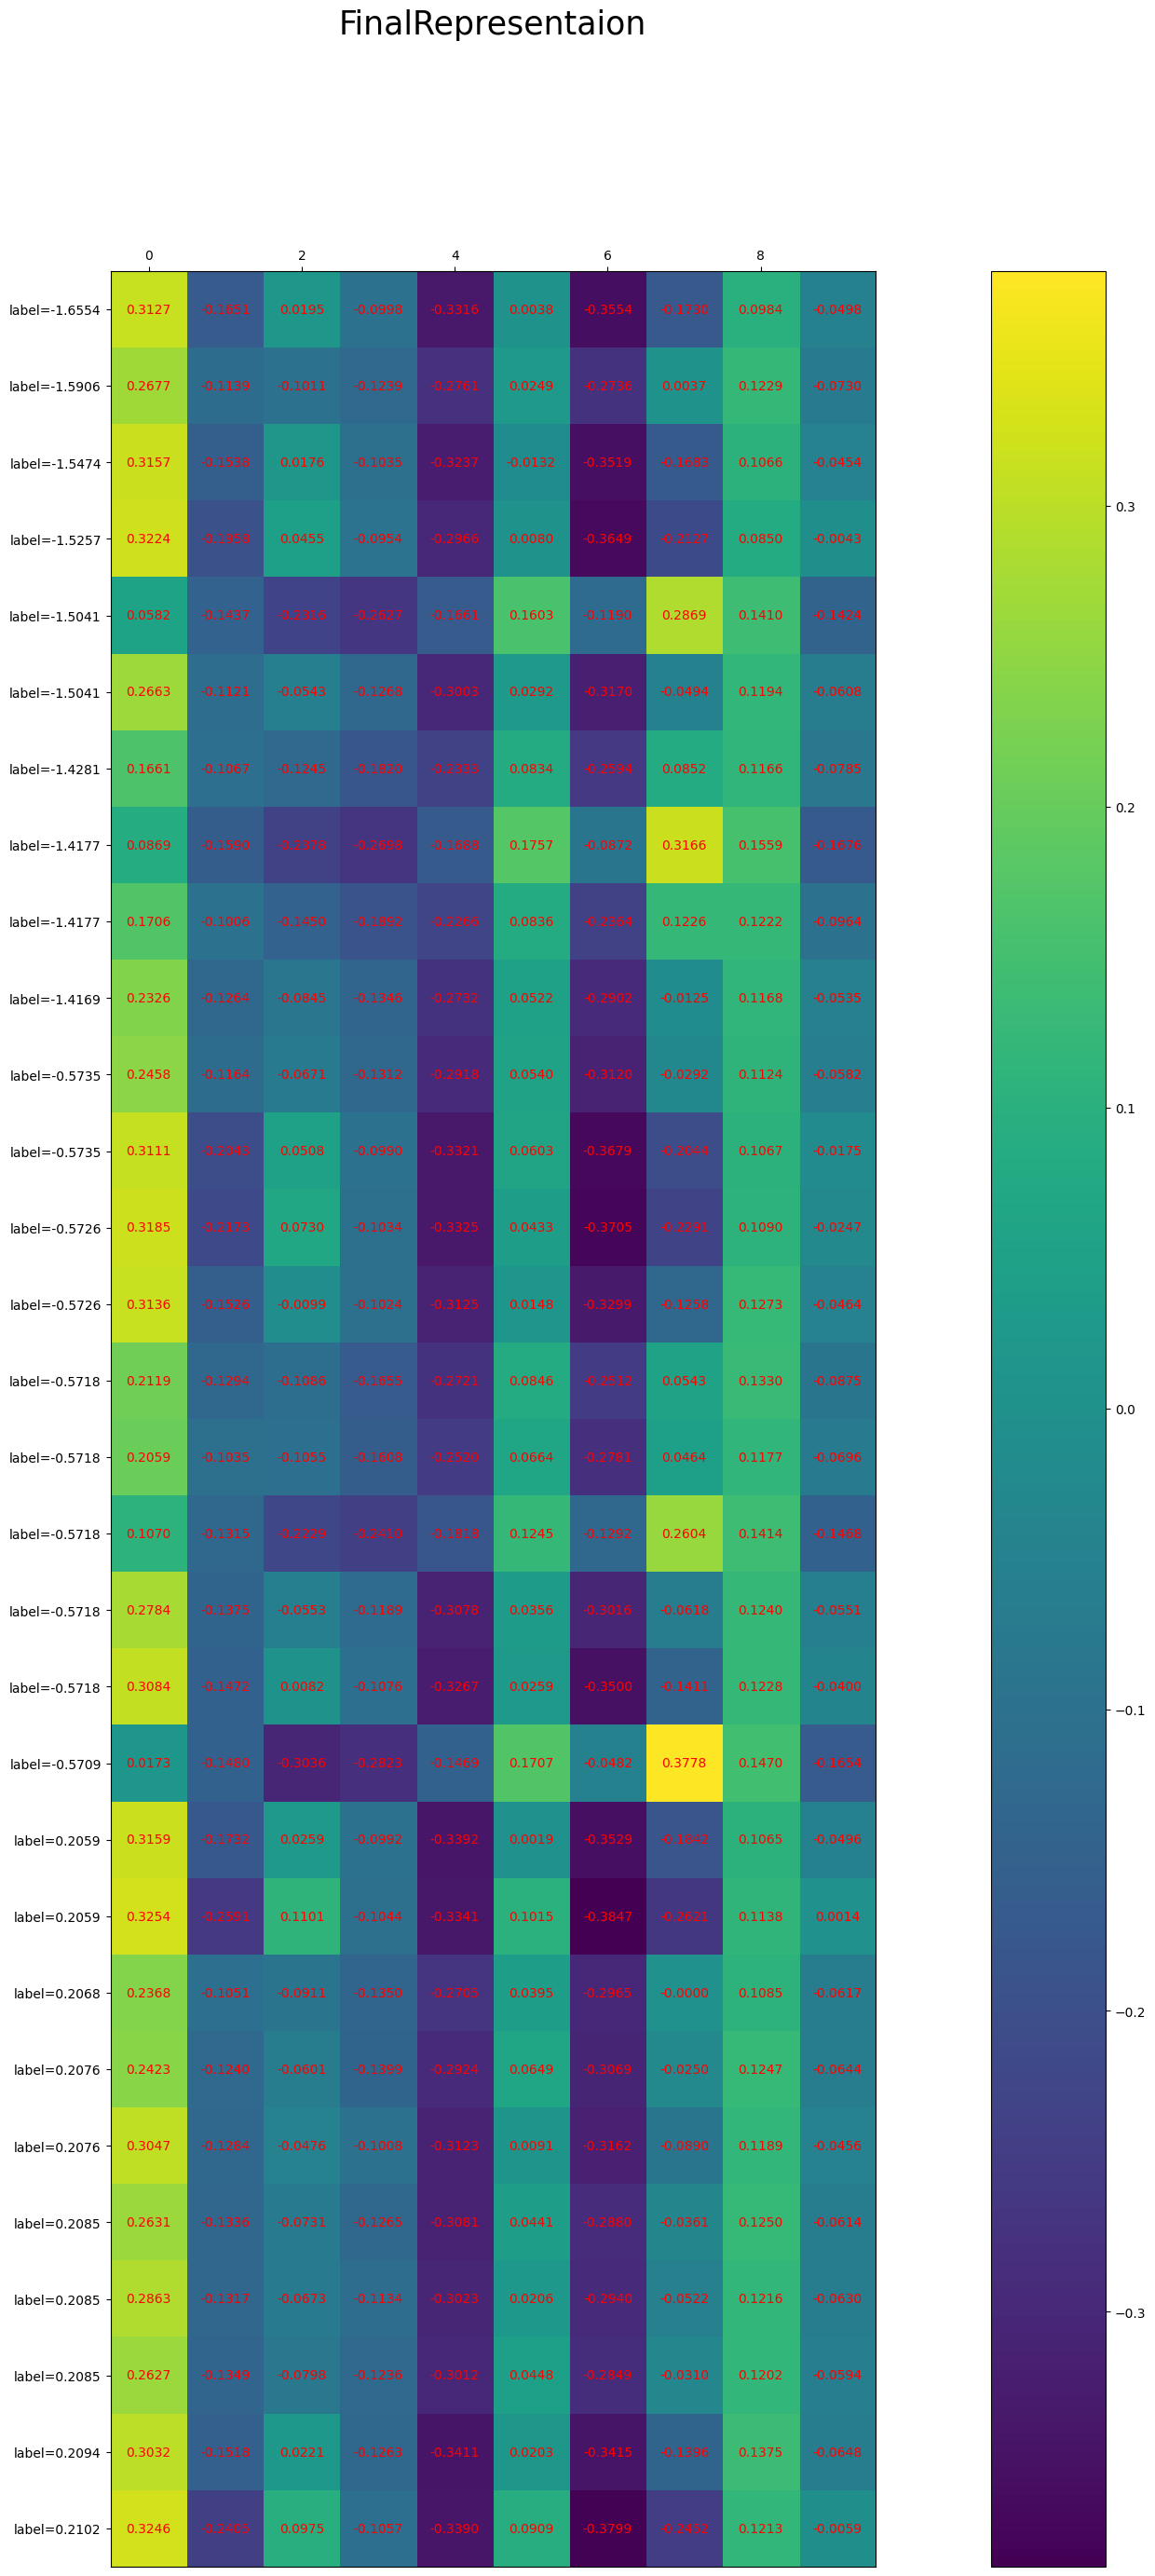 FinalRepresentaion
0 2 4 6 8
label=-1.6554 0.3127 -0.1651 0.0195 -0.0998 -0.3316 0.0038 -0.3554 -0.1730 0.0984 -0.0498
label=-1.5906 0.2677 -0.1139 -0.1011 -0.1239 -0.2761 0.0249 -0.2736 0.0037 0.1229 -0.0730
label=-1.5474 0.3157 -0.1538 0.0176 -0.1035 -0.3237 -0.0132 -0.3519 -0.1683 0.1066 -0.0454
label=-1.5257 0.3224 -0.1958 0.0455 -0.0954 -0.2966 0.0080 -0.3649 -0.2127 0.0850 -0.0043
label=-1.5041 0.0582 -0.1437 -0.2316 -0.2627 -0.1661 0.1603 -0.1190 0.2869 0.1410 -0.1424
label=-1.5041 0.2663 -0.1121 -0.0543 -0.1268 -0.3003 0.0292 -0.3170 -0.0494 0.1194 -0.0608
label=-1.4281 0.1661 -0.1067 -0.1245 -0.1820 -0.2333 0.0834 -0.2594 0.0852 0.1166 -0.0785
label=-1.4177 0.0869 -0.1590 -0.2378 -0.2698 -0.1688 0.1757 -0.0872 0.3166 0.1559 -0.1676
label=-1.4177 0.1706 -0.1006 -0.1450 -0.1892 -0.2266 0.0836 -0.2364 0.1226 0.1222 -0.0964
label=-1.4169 0.2326 -0.1264 -0.0845 -0.1346 -0.2732 0.0522 -0.2902 -0.0125 0.1168 -0.0535
label=-0.5735 0.2458 -0.1164 -0.0671 -0.1312 -0.2918 0.0540 -0.3120 -0.0292 0.1124 -0.0582
label=-0.5735 0.3111 -0.2043 0.0508 -0.0990 -0.3321 0.0603 -0.3679 -0.2044 0.1067 -0.0175
label=-0.5726 0.3185 -0.2178 0.0730 -0.1034 -0.3325 0.0433 -0.3705 -0.2291 0.1090 -0.0247
label=-0.5726 0.3136 -0.1526 -0.0099 -0.1024 -0.3125 0.0148 -0.3299 -0.1258 0.1273 -0.0464
label=-0.5718 0.2119 -0.1294 -0.1086 -0.1655 -0.2721 0.0846 -0.2512 0.0543 0.1330 -0.0875
label=-0.5718 0.2059 -0.1035 -0.1055 -0.1608 -0.2520 0.0664 -0.2781 0.0464 0.1177 -0.0696
label=-0.5718 0.1070 -0.1315 -0.2416 -0.1818 0.1245 -0.1292 0.2604 0.1414 -0.1468
label=-0.5718 0.2784 -0.1375 -0.0553 -0.1189 -0.3078 0.0356 -0.3016 -0.0618 0.1240 -0.0551
label=-0.5718 0.3084 -0.1472 0.0082 -0.1076 -0.3267 0.0259 -0.3500 -0.1411 0.1228 -0.0400
label=-0.5709 0.0173 -0.1480 -0.3036 -0.2823 -0.1469 0.1707 -0.0482 0.3778 0.1470 -0.1654
label=0.2059 0.3159 -0.1732 0.0259 -0.0992 -0.3392 0.0019 -0.3529 -0.1842 0.1065 -0.0496
label=0.2059 0.3254 -0.2591 0.1101 -0.1044 -0.3341 0.1015 -0.3847 -0.2621 0.1138 0.0014
label=0.2068 0.2368 -0.1051 -0.0911 -0.1350 -0.2705 0.0395 -0.2965 -0.0000 0.1085 -0.0617
label=0.2076 0.2423 -0.1240 -0.0601 -0.1399 -0.2924 0.0649 -0.3069 -0.0250 0.1247 -0.0644
label=0.2076 0.3047 -0.1284 -0.0476 -0.1008 -0.3123 0.0091 -0.3162 -0.0890 0.1189 -0.0456
label=0.2085 0.2631 -0.1336 -0.0731 -0.1265 -0.3081 0.0441 -0.2880 -0.0361 0.1250 -0.0614
label=0.2085 0.2863 -0.1317 -0.0673 -0.1134 -0.3023 0.0206 -0.2940 -0.0522 0.1216 -0.0630
label=0.2085 0.2627 -0.1349 -0.0798 -0.1236 -0.3012 0.0448 -0.2849 -0.0310 0.1202 -0.0594
label=0.2094 0.3032 -0.1518 0.0221 -0.1263 -0.3411 0.0203 -0.3415 -0.1396 0.1375 -0.0648
label=0.2102 0.3246 -0.2405 0.0975 -0.1057 -0.3390 0.0909 -0.3799 -0.2452 0.1213 -0.0059
0.3
0.2
0.1
0.0
−0.1
−0.2
−0.3